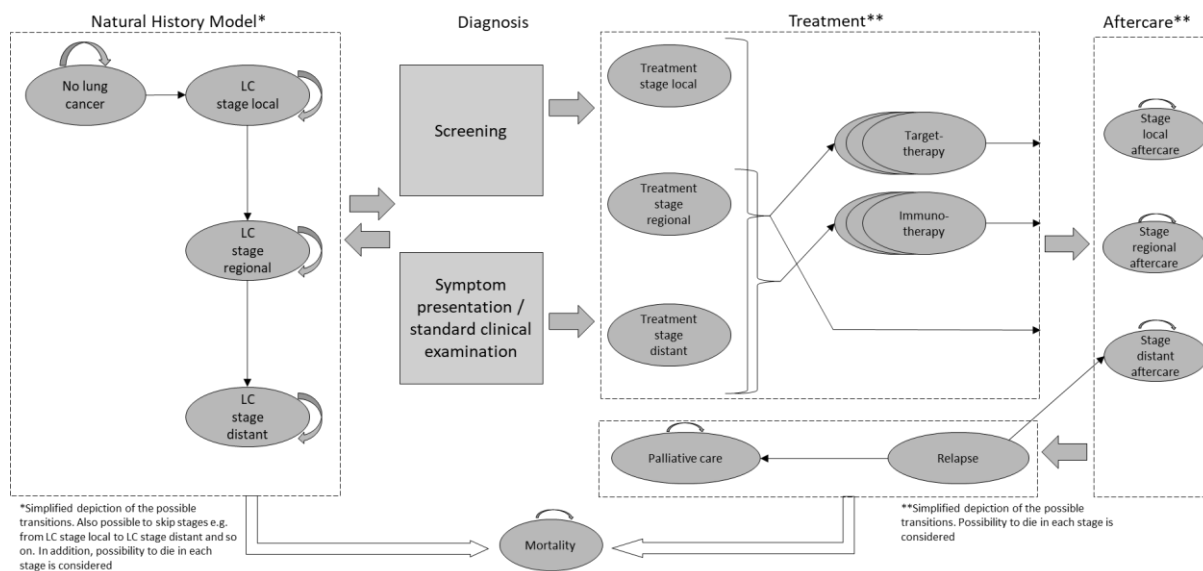 Natural History Model*
Diagnosis
Treatment**
Aftercare**
No lung
cancer
LC
stage local
LC
stage
regional
LC
stage
distant
Screening
Symptom
presentation /
standard clinical
examination
Treatment
stage local
Treatment
stage
regional
Treatment
stage
distant
Target-
therapy
Immuno-
therapy
Stage
local
aftercare
Stage
regional
aftercare
Stage
distant
aftercare
Palliative care
Relapse
*Simplified depiction of the possible
transitions. Also possible to skip stages e.g.
from LC stage local to LC stage distant and so
on. In addition, possibility to die in each
stage is considered
Mortality
**Simplified depiction of the possible
transitions. Possibility to die in each stage is
considered